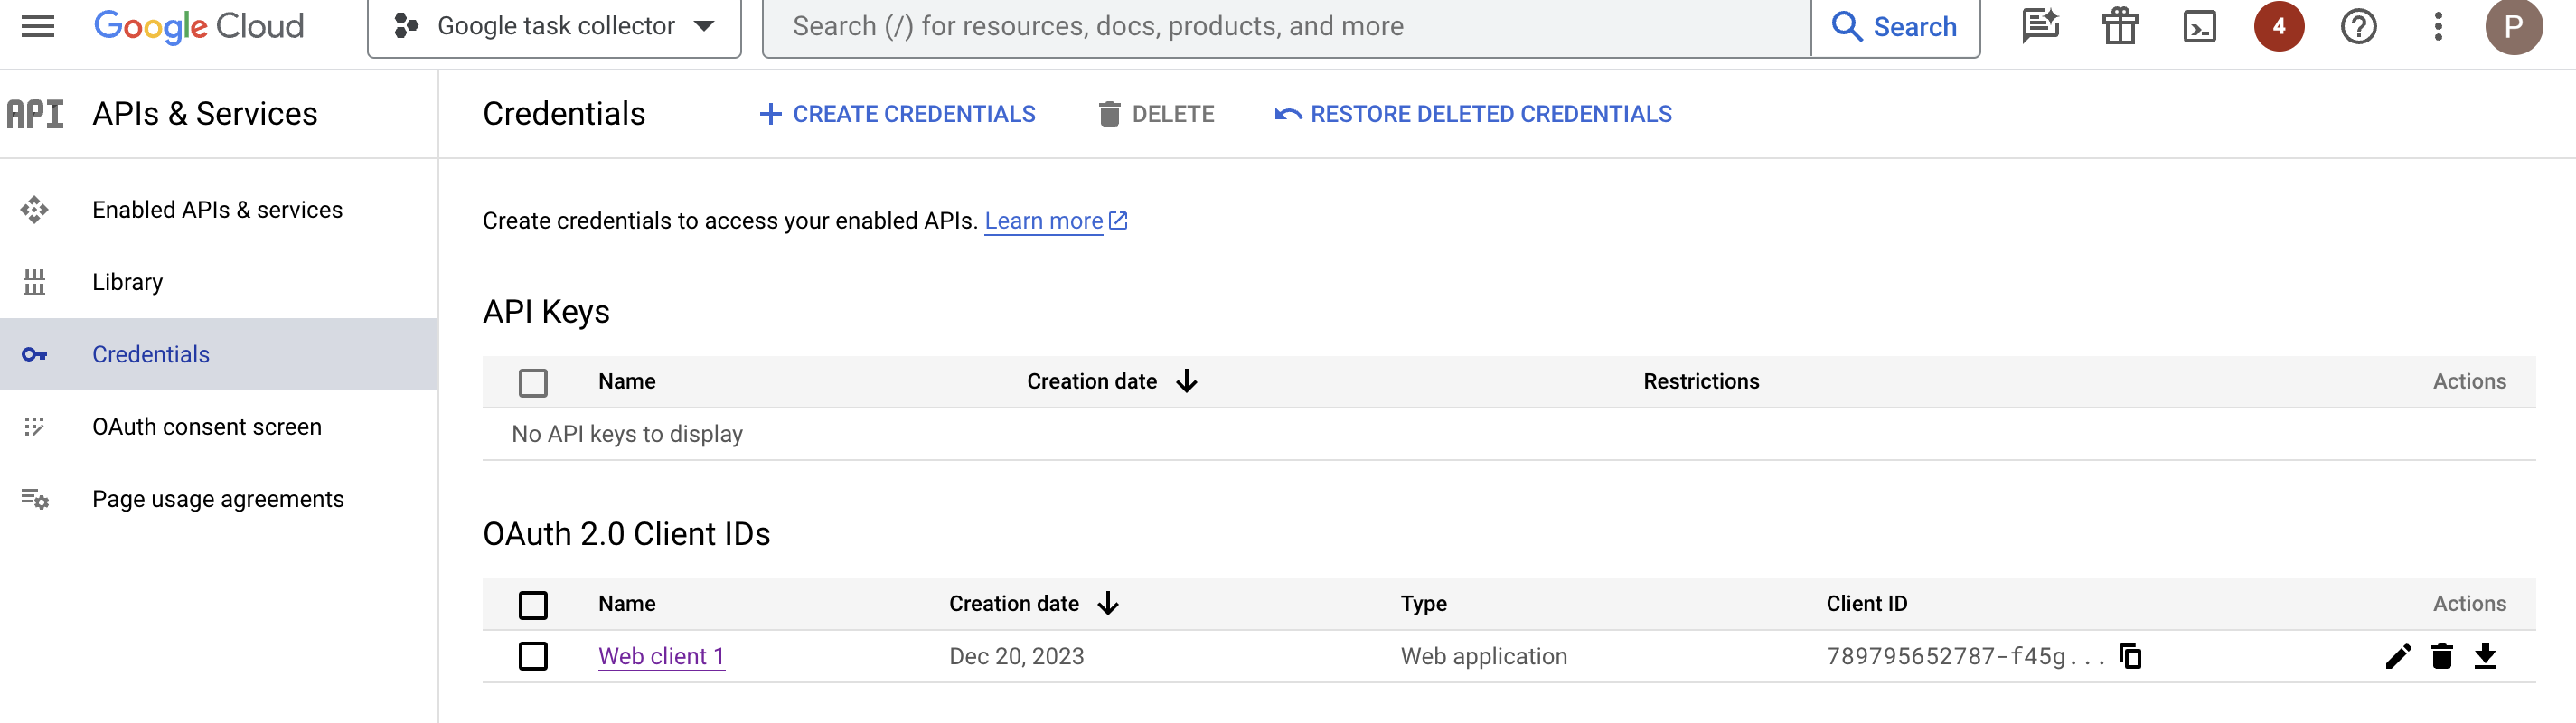 Google Cloud
Google task collector
Search (/) for resources, docs, products, and more
Search
4
P
API
APIs & Services
Enabled APIs & services
Library
Credentials
OAuth consent screen
Page usage agreements
Credentials
CREATE CREDENTIALS
DELETE
RESTORE DELETED CREDENTIALS
Create credentials to access your enabled APIs. Learn more
API Keys
Name Creation date Restrictions Actions
No API keys to display
OAuth 2.0 Client IDs
Name Creation date Type Client ID Actions
Web client 1 Dec 20, 2023 Web application 789795652787-f45g...